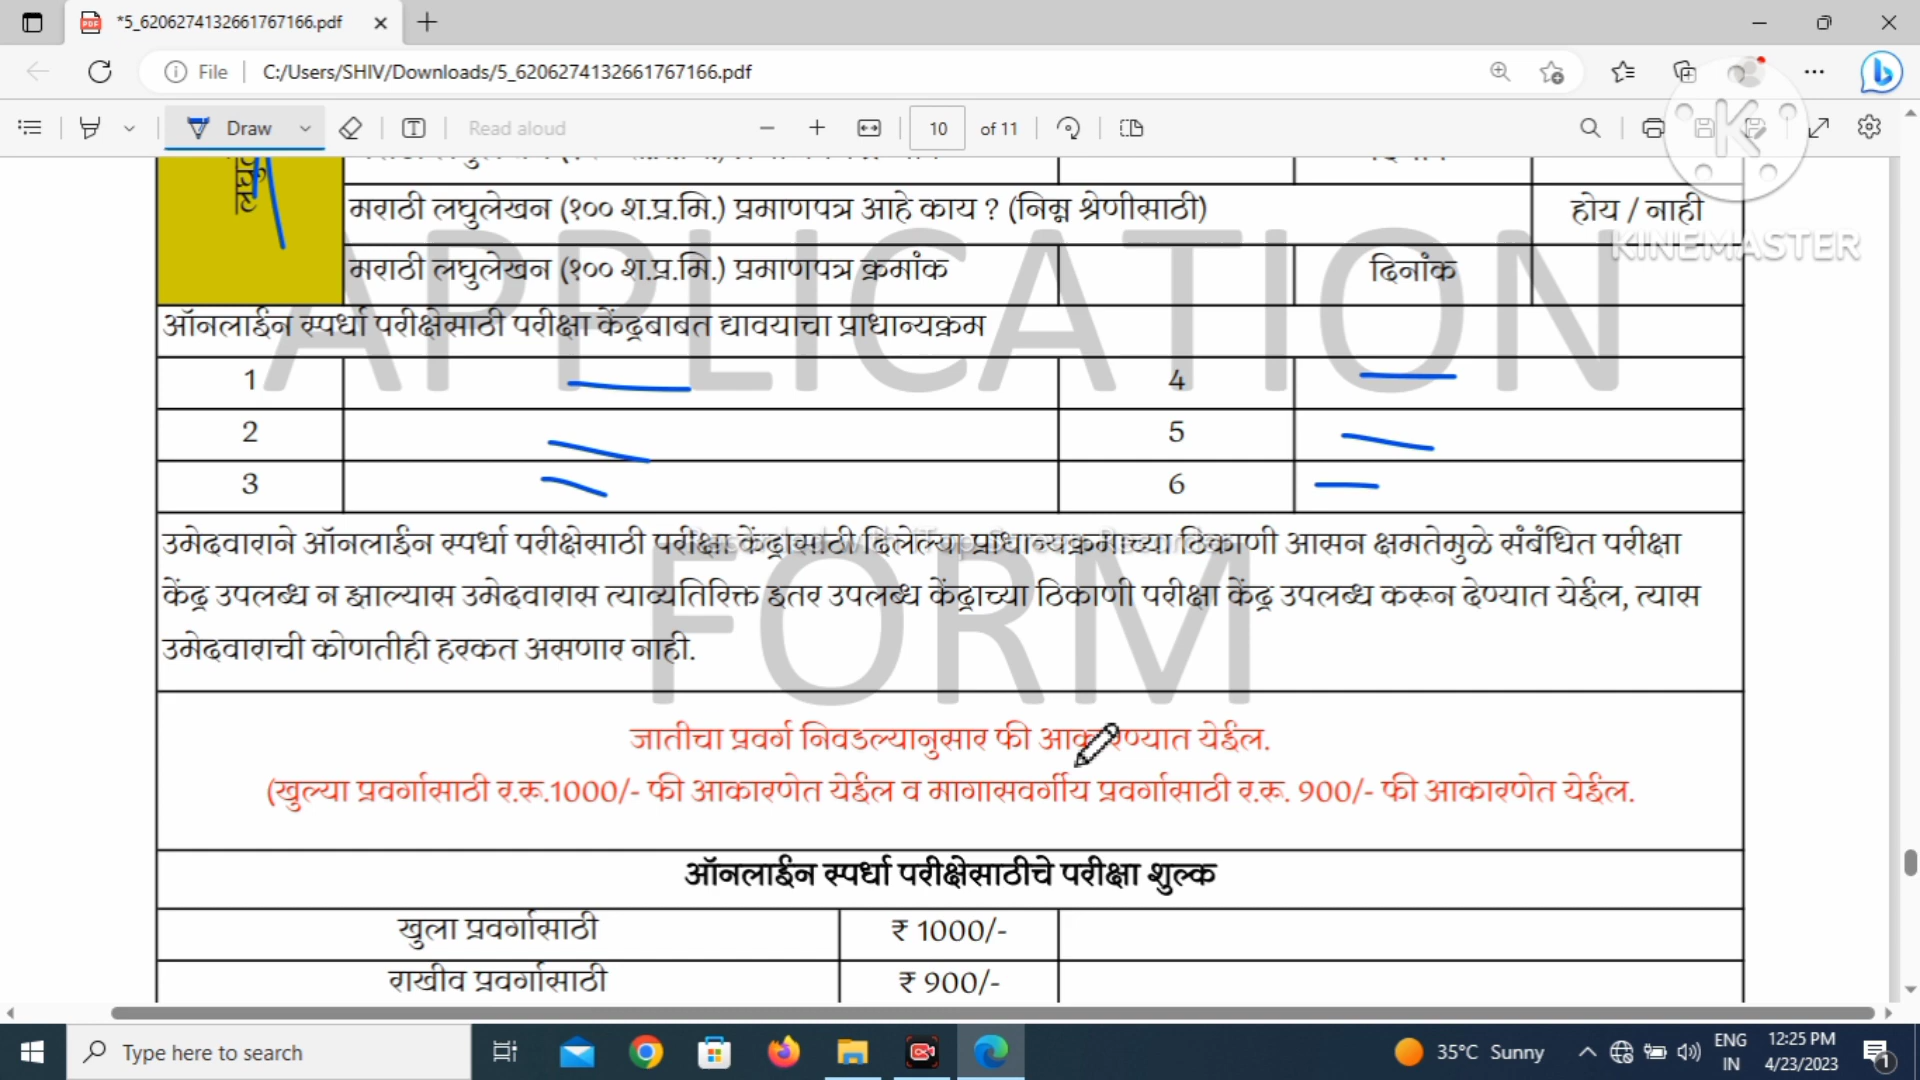 *5_6206274132661767166.pdf
File
C:/Users/SHIV/Downloads/5_6206274132661767166.pdf
Draw
Read aloud
10 of 11
मराठी लघुलेखन (१०० श.प्र.मि.) प्रमाणपत्र आहे काय ? (निम्न श्रेणीसाठी) होय / नाही
KINEMASTER
मराठी लघुलेखन (१०० श.प्र.मि.) प्रमाणपत्र क्रमांक दिनांक
APPLICATION
ऑनलाईन स्पर्धा परीक्षेसाठी परीक्षा केंद्रबाबत द्यावयाचा प्राधान्यक्रम
1 4
2 5
3 6
उमेदवाराने ऑनलाईन स्पर्धा परीक्षेसाठी परीक्षा केंद्रासाठी दिलेल्या प्राधान्यक्रमाच्या ठिकाणी आसन क्षमतेमुळे संबंधित परीक्षा
केंद्र उपलब्ध न झाल्यास उमेदवारास त्याव्यतिरिक्त इतर उपलब्ध केंद्राच्या ठिकाणी परीक्षा केंद्र उपलब्ध करून देण्यात येईल, त्यास
उमेदवाराची कोणतीही हरकत असणार नाही.
FORM
जातीचा प्रवर्ग निवडल्यानुसार फी आकारण्यात येईल.
(खुल्या प्रवर्गासाठी र.रू.1000/- फी आकारणेत येईल व मागासवर्गीय प्रवर्गासाठी र.रू. 900/- फी आकारणेत येईल.
ऑनलाईन स्पर्धा परीक्षेसाठीचे परीक्षा शुल्क
खुला प्रवर्गासाठी ₹ 1000/-
राखीव प्रवर्गासाठी ₹ 900/-
Type here to search
35°C Sunny
ENG
IN
12:25 PM
4/23/2023
1